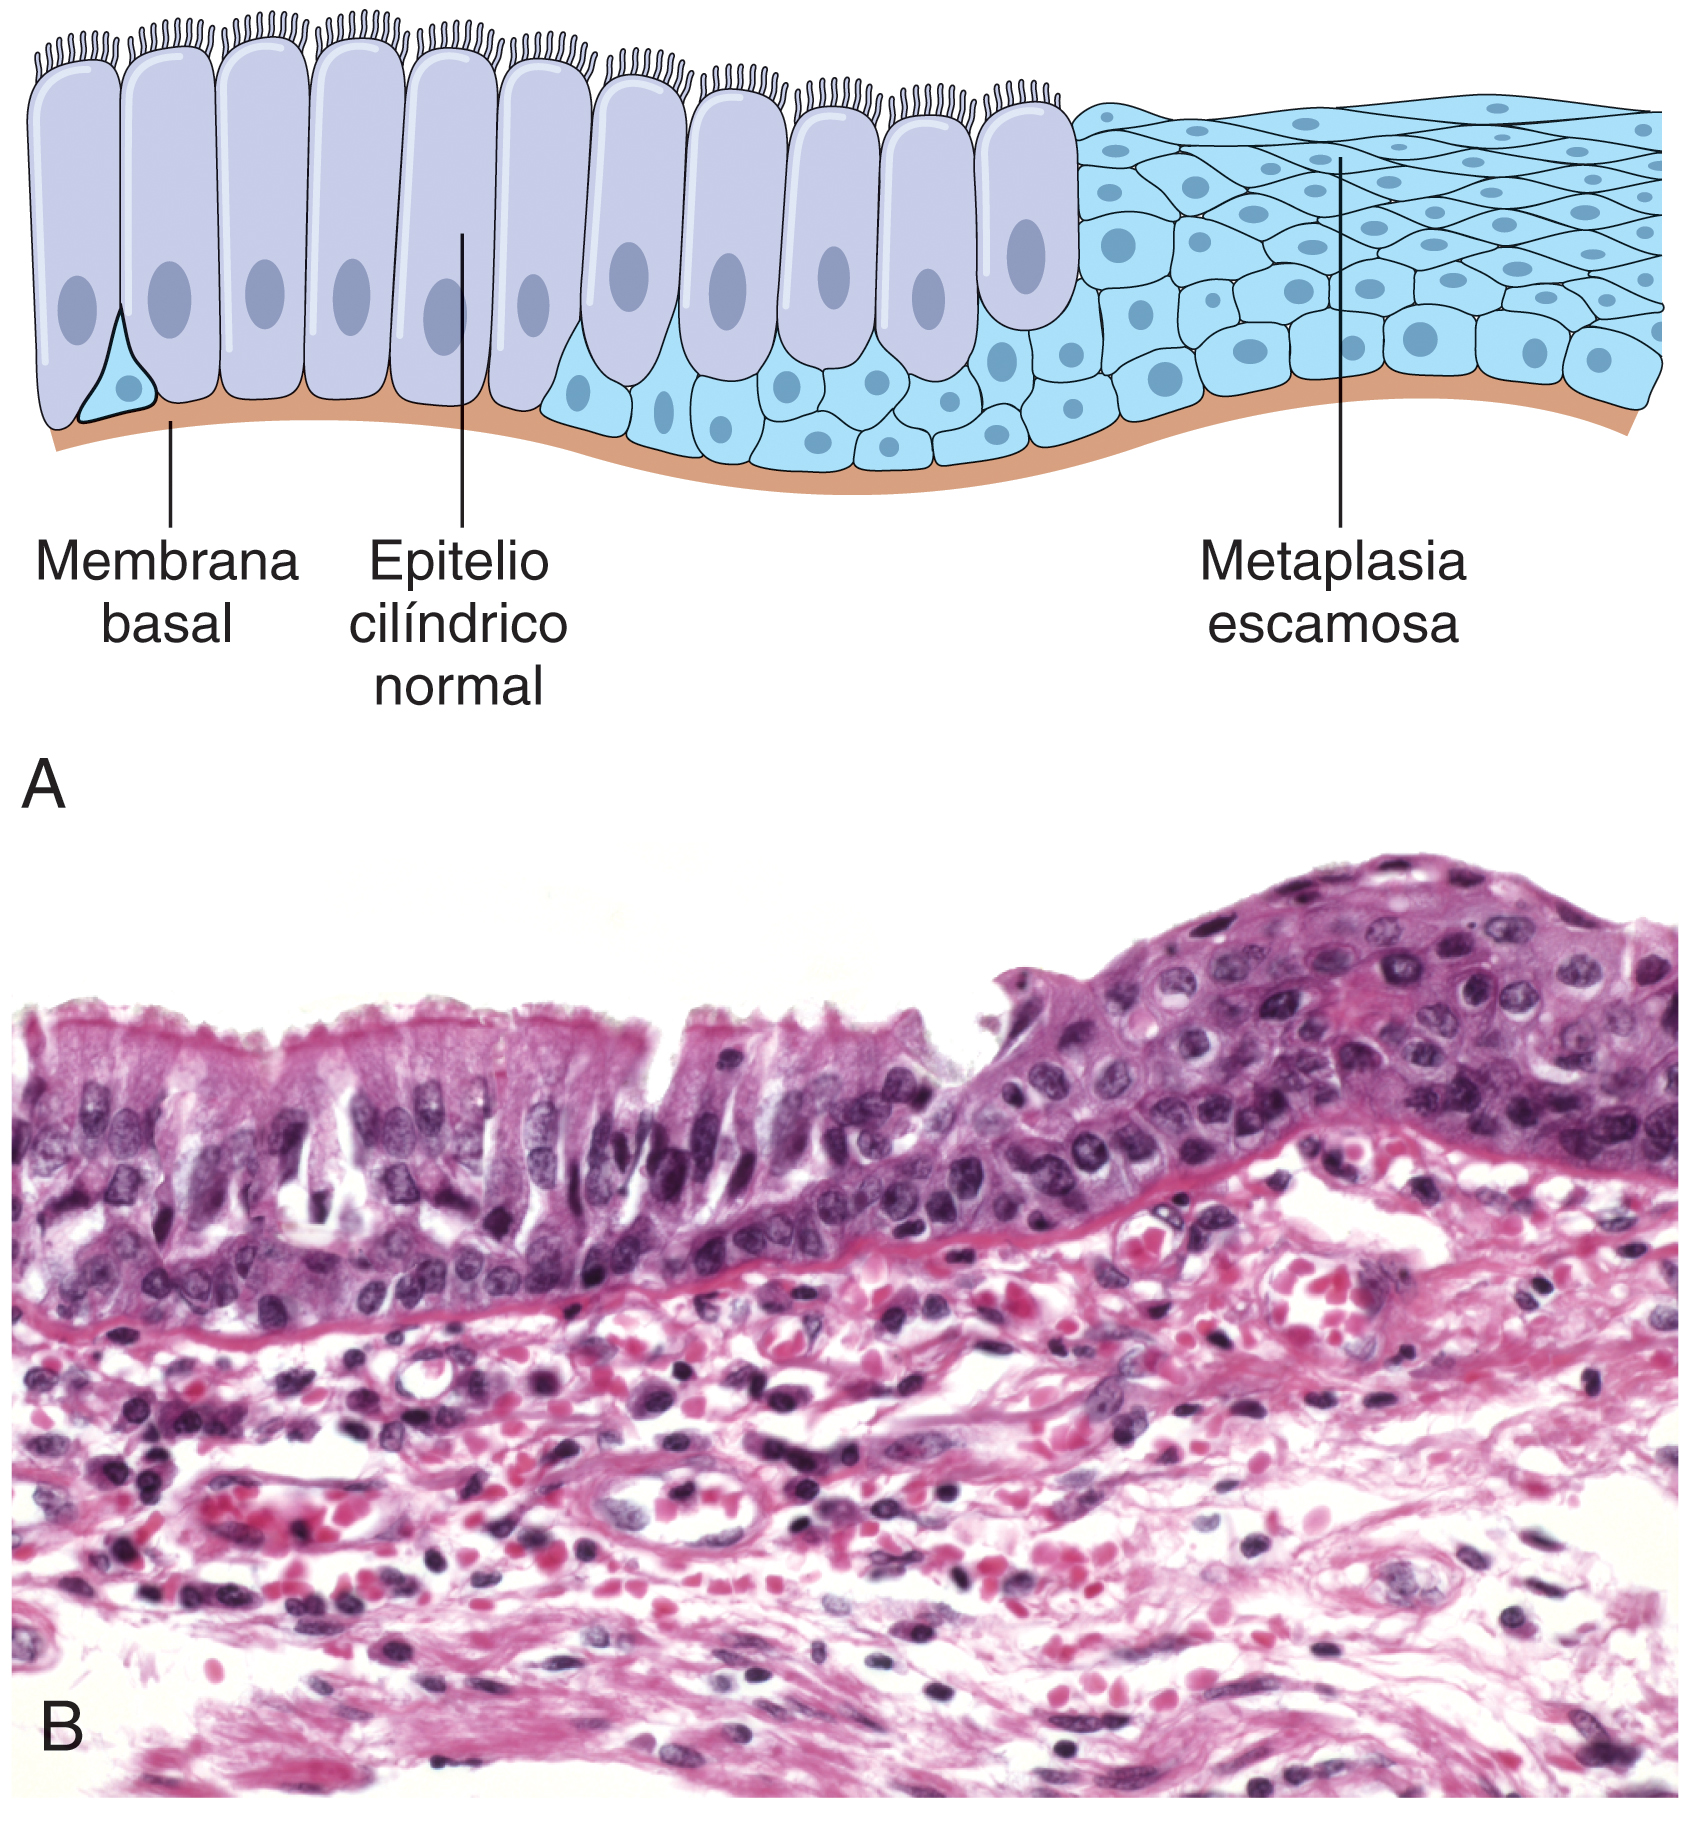 Membrana
basal
Epitelio
cilíndrico
normal
Metaplasia
escamosa
A
B